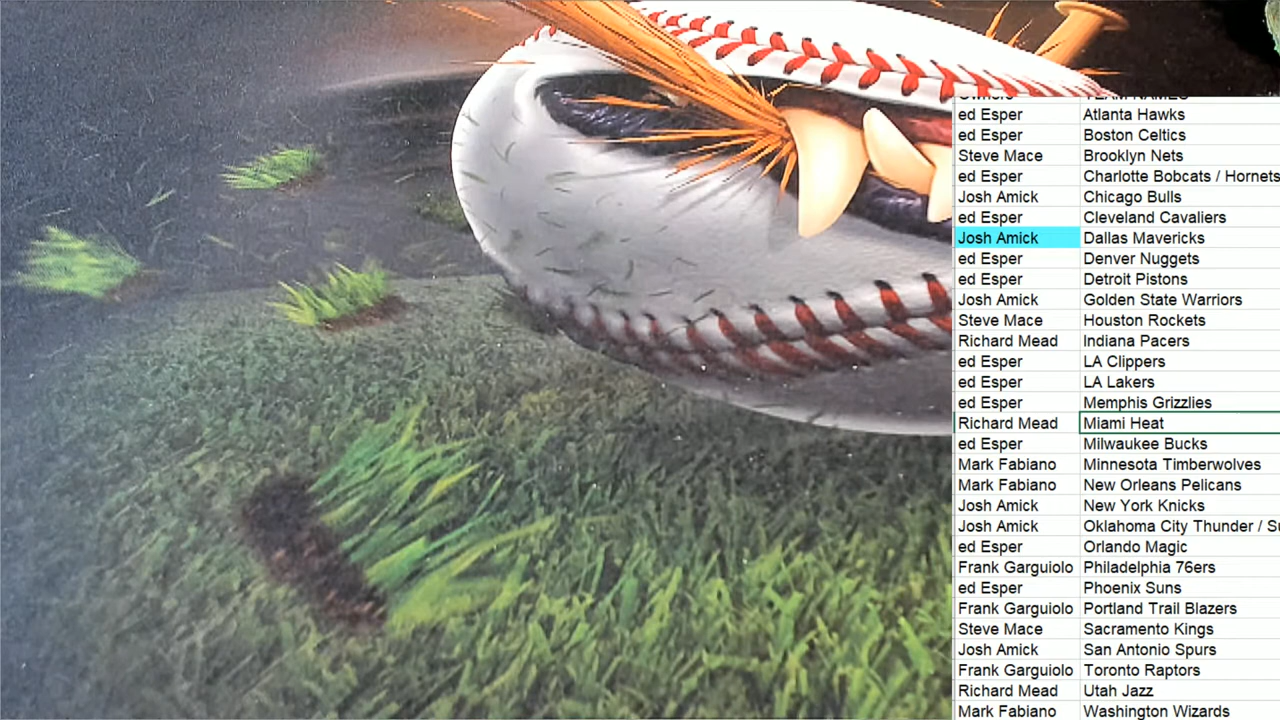 Owners TEAM NAMES
ed Esper Atlanta Hawks
ed Esper Boston Celtics
Steve Mace Brooklyn Nets
ed Esper Charlotte Bobcats / Hornets
Josh Amick Chicago Bulls
ed Esper Cleveland Cavaliers
Josh Amick Dallas Mavericks
ed Esper Denver Nuggets
ed Esper Detroit Pistons
Josh Amick Golden State Warriors
Steve Mace Houston Rockets
Richard Mead Indiana Pacers
ed Esper LA Clippers
ed Esper LA Lakers
ed Esper Memphis Grizzlies
Richard Mead Miami Heat
ed Esper Milwaukee Bucks
Mark Fabiano Minnesota Timberwolves
Mark Fabiano New Orleans Pelicans
Josh Amick New York Knicks
Josh Amick Oklahoma City Thunder / Su
ed Esper Orlando Magic
Frank Garguiolo Philadelphia 76ers
ed Esper Phoenix Suns
Frank Garguiolo Portland Trail Blazers
Steve Mace Sacramento Kings
Josh Amick San Antonio Spurs
Frank Garguiolo Toronto Raptors
Richard Mead Utah Jazz
Mark Fabiano Washington Wizards